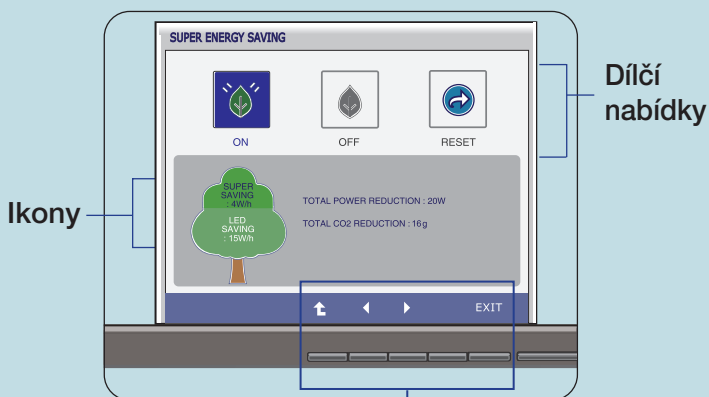 SUPER ENERGY SAVING
ON
OFF
RESET
Dílčí
nabídky
Ikony
SUPER
SAVING
: 4W/h
LED
SAVING
: 15W/h
TOTAL POWER REDUCTION : 20W
TOTAL CO2 REDUCTION : 16g
EXIT